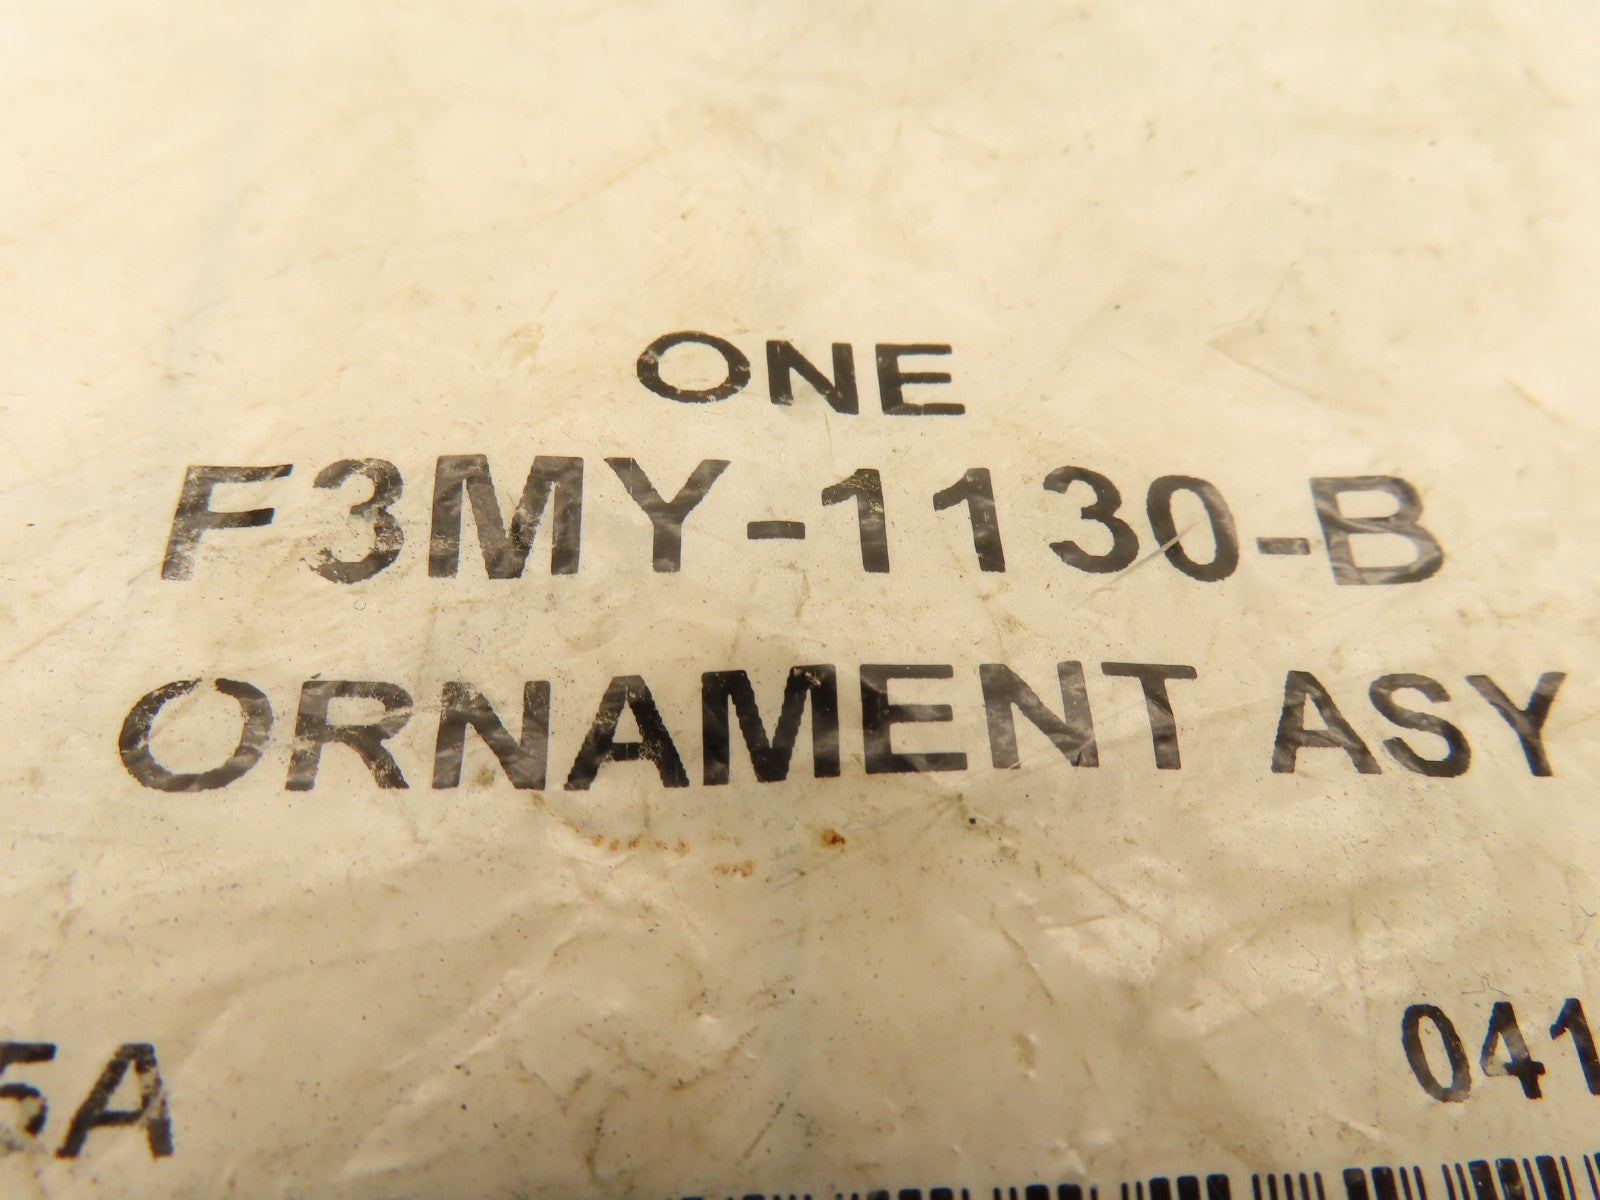 ONE
F3MY-1130-B
ORNAMENT ASY
5A 041